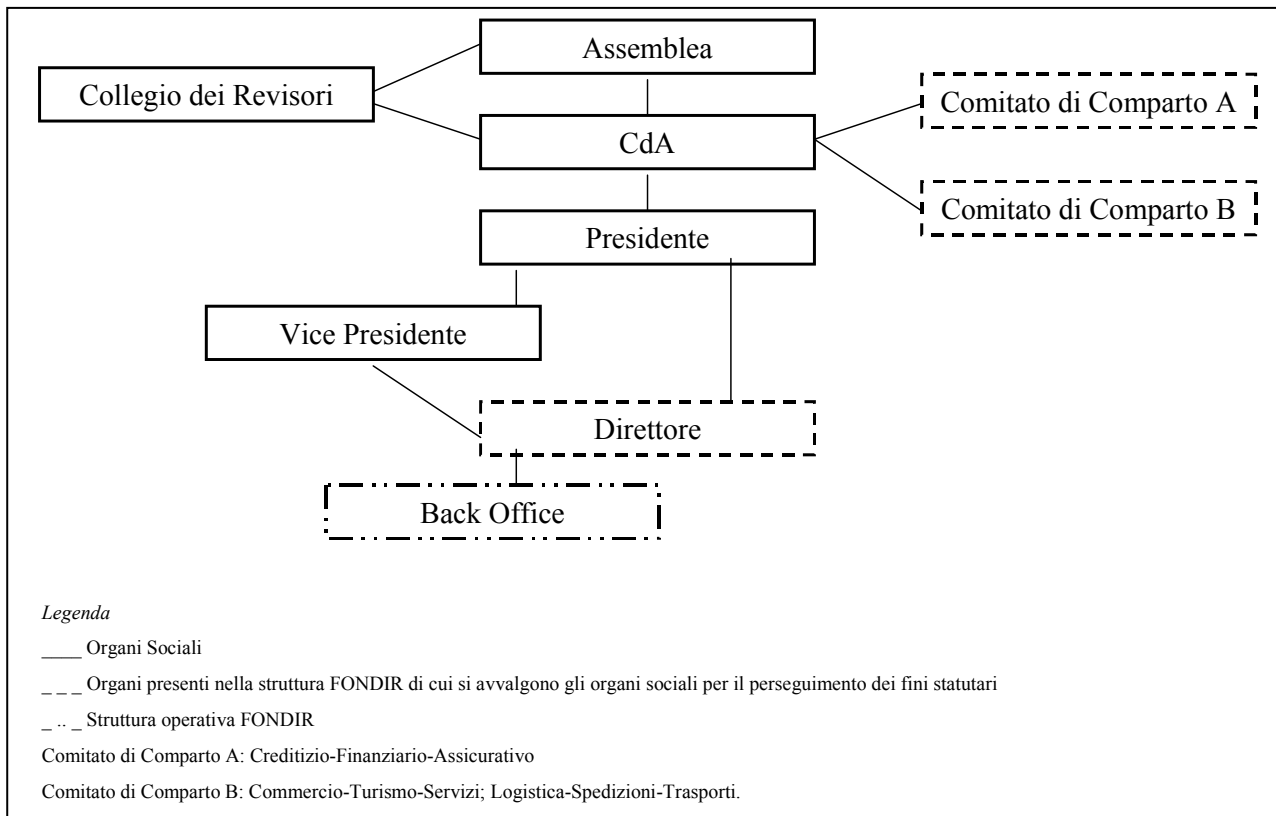 Assemblea
Collegio dei Revisori
Comitato di Comparto A
CdA
Comitato di Comparto B
Presidente
Vice Presidente
Direttore
Back Office
Legenda
____ Organi Sociali
_ _ _ Organi presenti nella struttura FONDIR di cui si avvalgono gli organi sociali per il perseguimento dei fini statutari
_ .. _ Struttura operativa FONDIR
Comitato di Comparto A: Creditizio-Finanziario-Assicurativo
Comitato di Comparto B: Commercio-Turismo-Servizi; Logistica-Spedizioni-Trasporti.